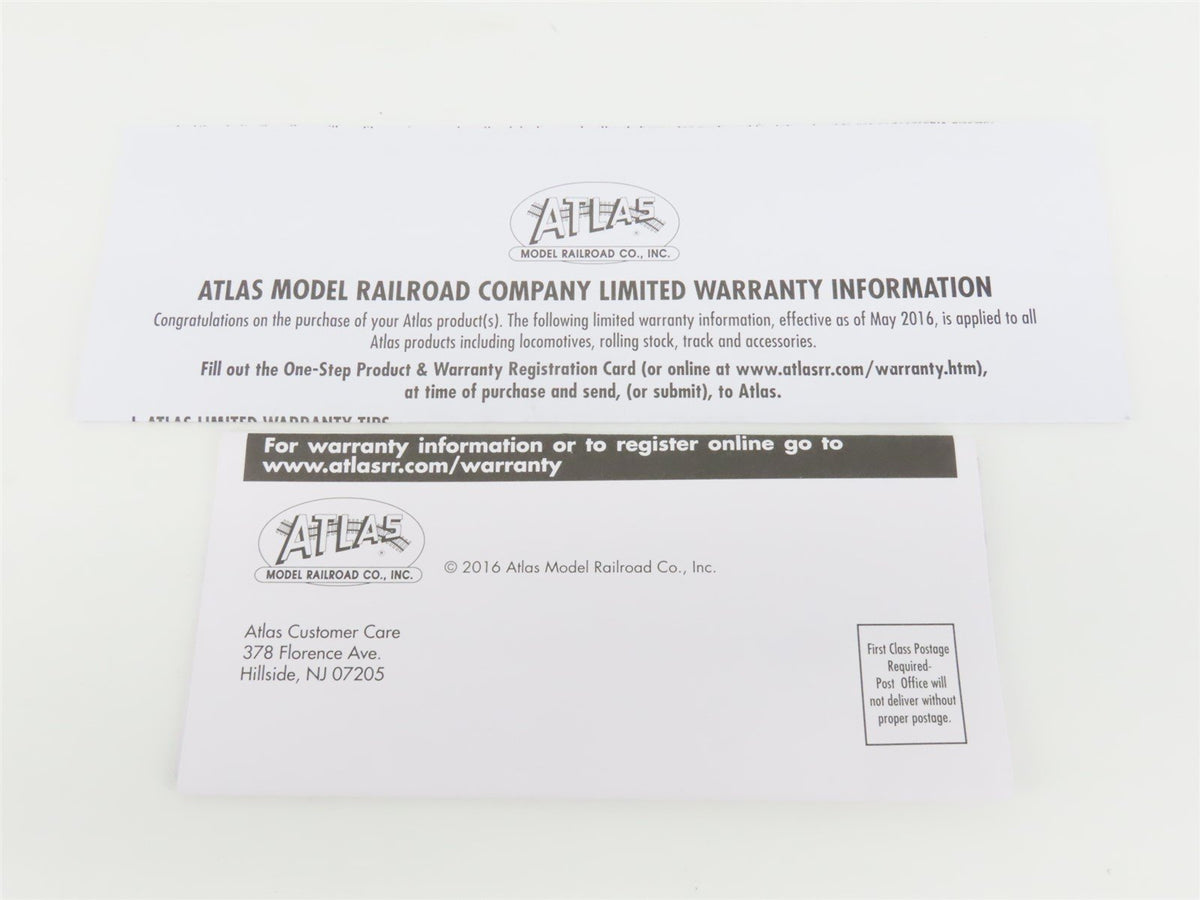 ATLAS
®
MODEL RAILROAD CO., INC.
ATLAS MODEL RAILROAD COMPANY LIMITED WARRANTY INFORMATION
Congratulations on the purchase of your Atlas product(s). The following limited warranty information, effective as of May 2016, is applied to all
Atlas products including locomotives, rolling stock, track and accessories.
Fill out the One-Step Product & Warranty Registration Card (or online at www.atlasrr.com/warranty.htm),
at time of purchase and send, (or submit), to Atlas.
I. ATLAS LIMITED WARRANTY TIPS
For warranty information or to register online go to
www.atlasrr.com/warranty
ATLAS
®
MODEL RAILROAD CO., INC.
© 2016 Atlas Model Railroad Co., Inc.
Atlas Customer Care
378 Florence Ave.
Hillside, NJ 07205
First Class Postage
Required-
Post Office will
not deliver without
proper postage.